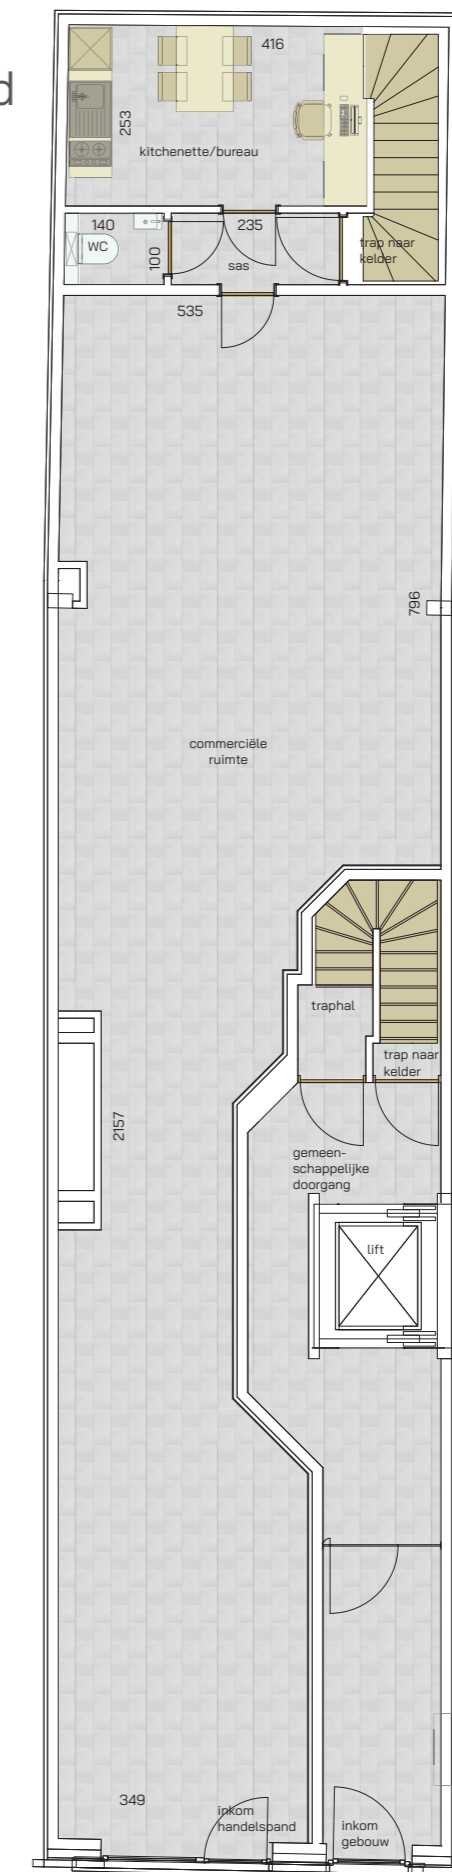 d
416
253
kitchenette/bureau
140
WC
100
235
sas
trap naar
kelder
535
796
commerciële
ruimte
traphal
trap naar
kelder
2157
gemeen-
schappelijke
doorgang
lift
349
inkom
handelspand
inkom
gebouw